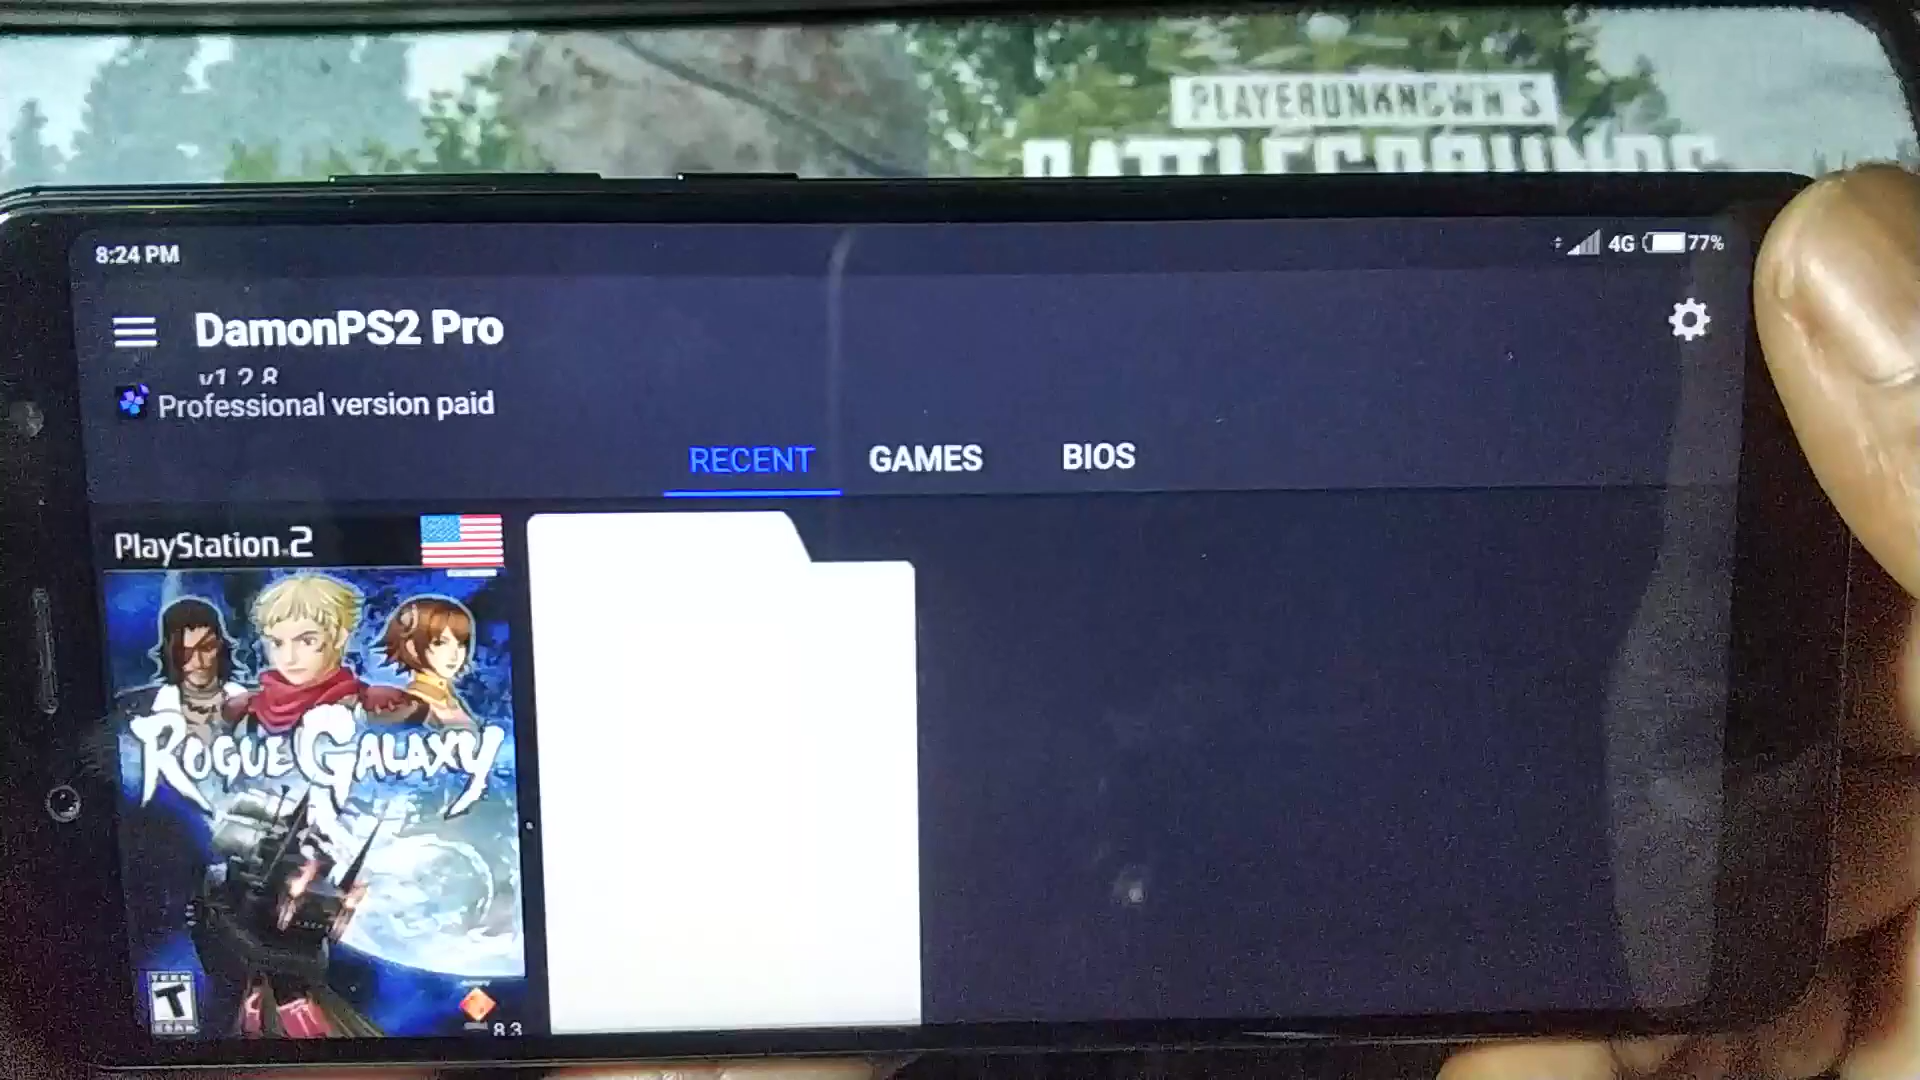 PLAYERUNKNOWN'S
BATTLEGROUNDS
8:24 PM
4G 77%
DamonPS2 Pro
v1.2.8
Professional version paid
RECENT GAMES BIOS
PlayStation.2
ROGUE GALAXY
TEEN
T
8.3